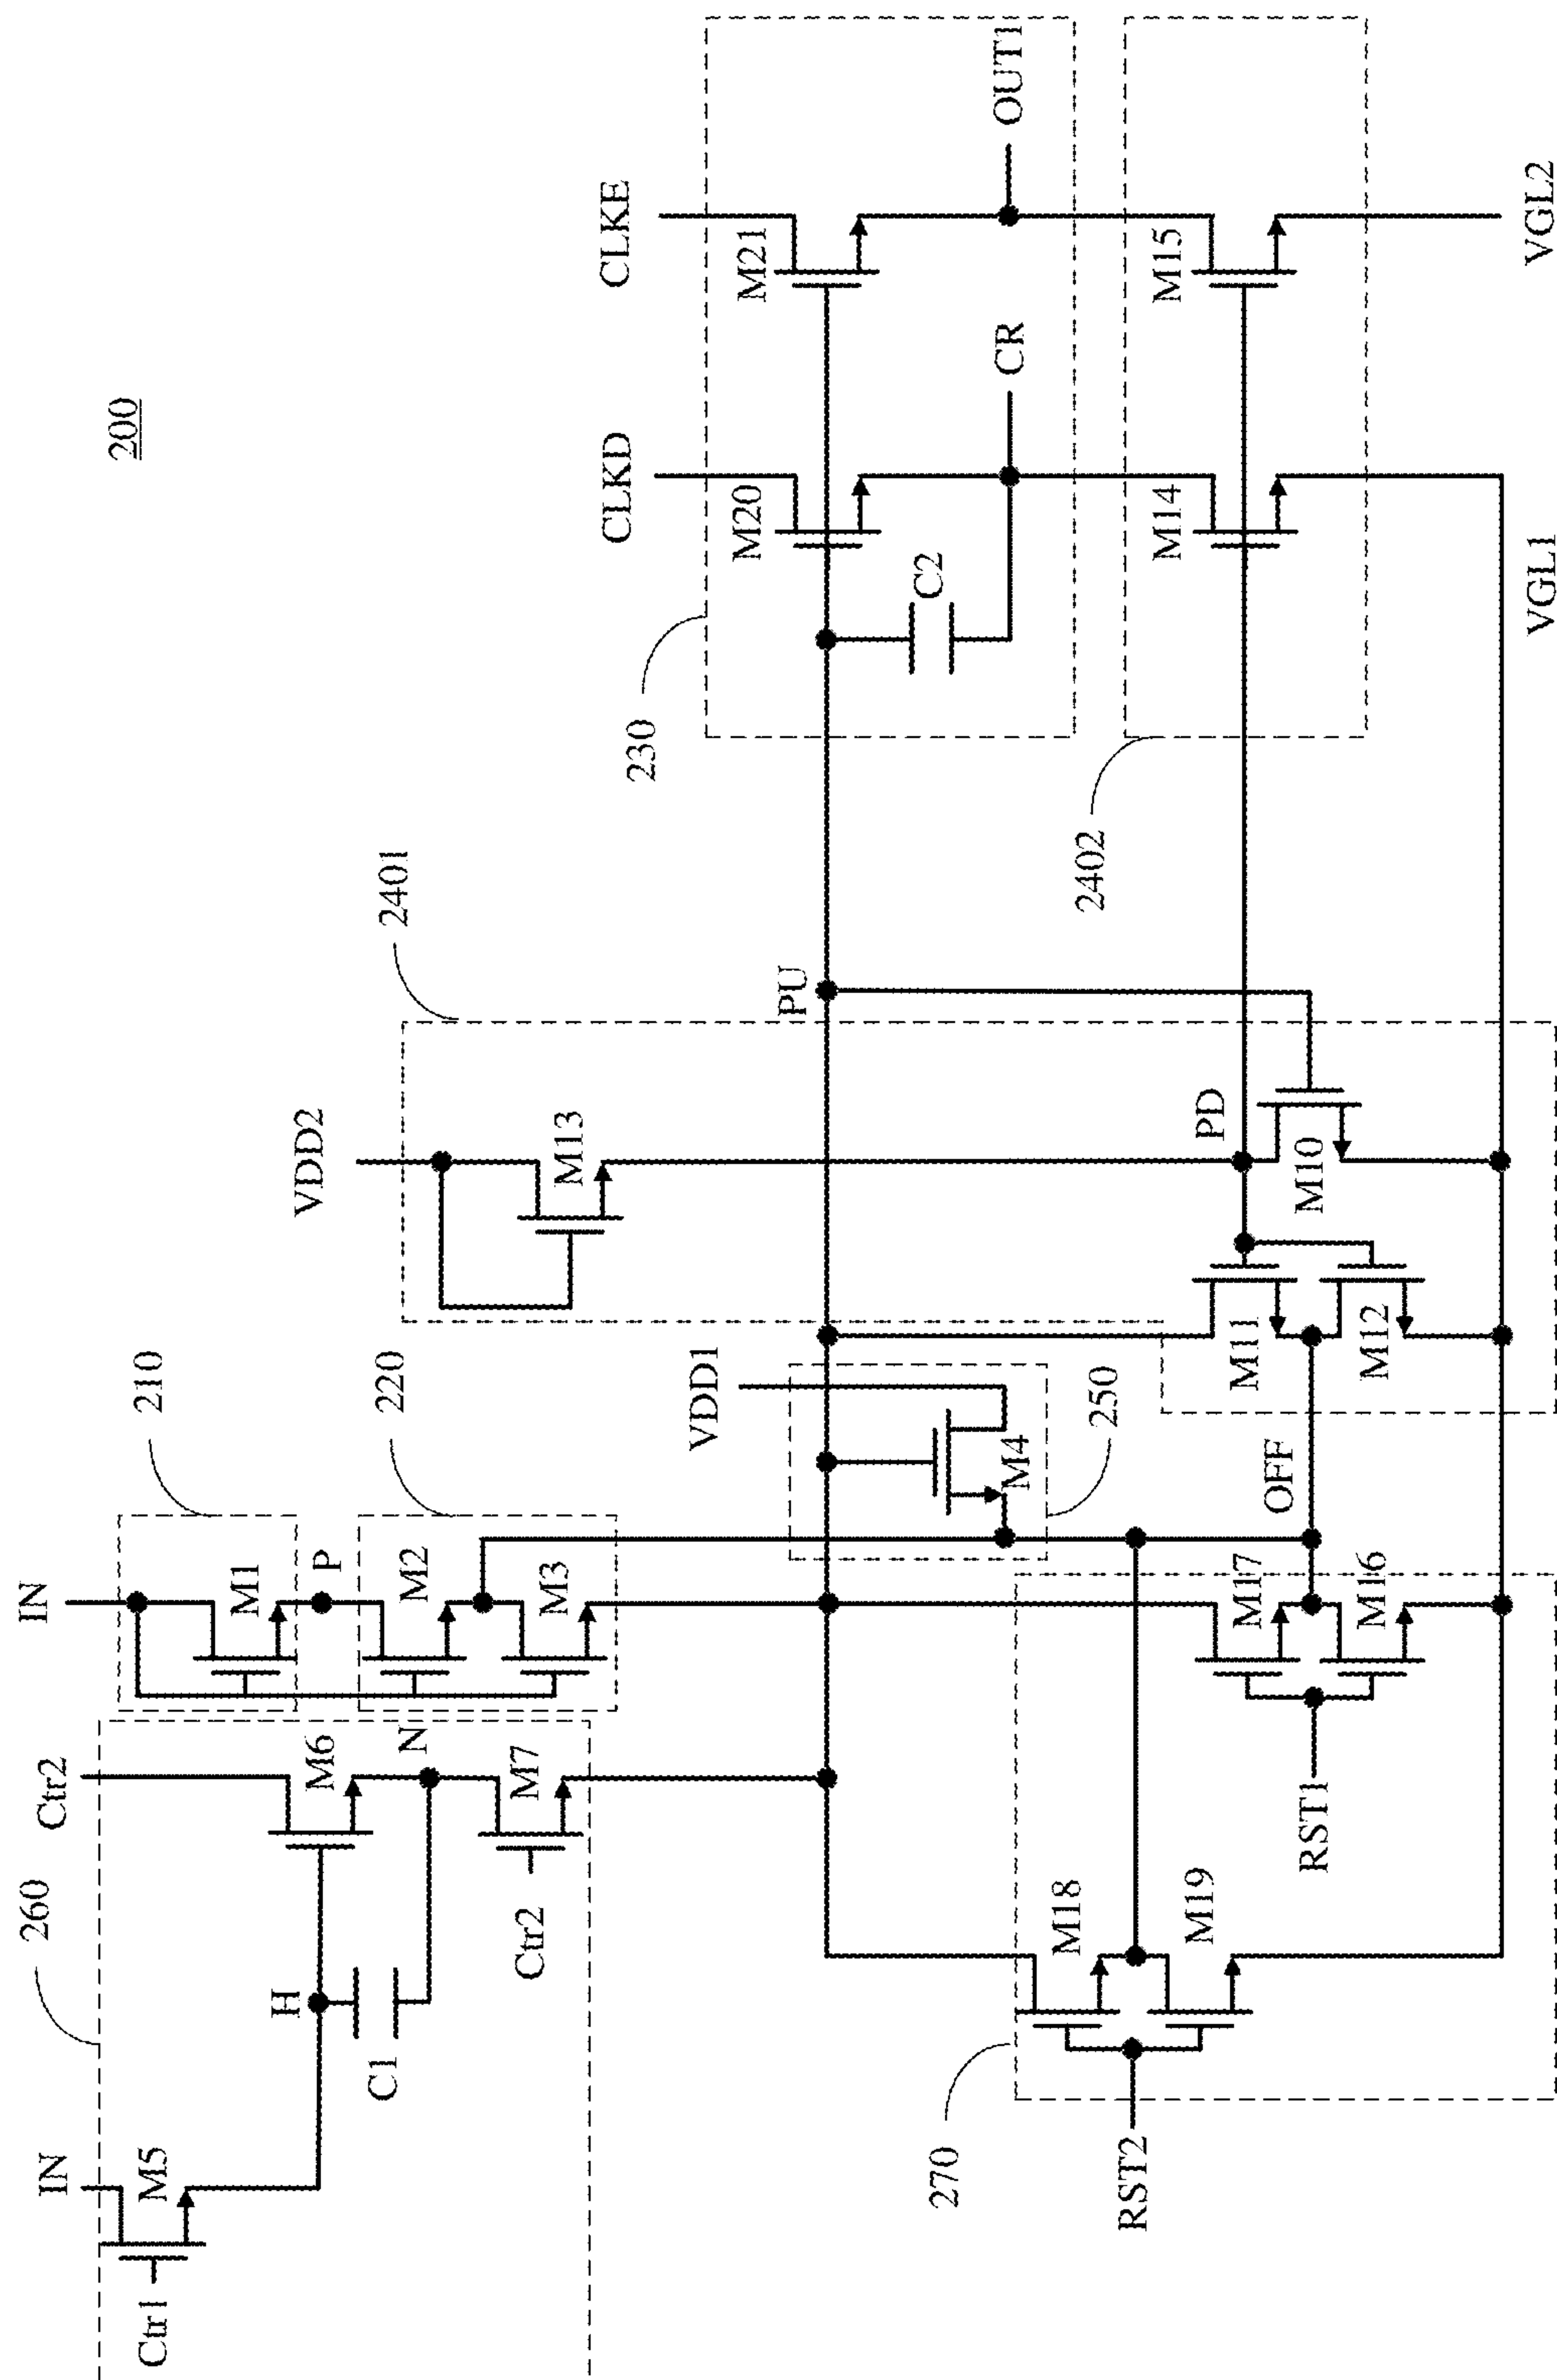 200
IN
Ctr1
M5
260
H
C1
Ctr2
M6
N
M7
Ctr2
IN
210
M1
P
220
M2
M3
VDD1
M4
250
VDD2
2401
M13
PU
PD
M10
M11
M12
OFF
CLKD
CLKE
230
M20
M21
C2
CR
OUT1
2402
M14
M15
VGL1
VGL2
270
M18
M19
RST2
M17
M16
RST1